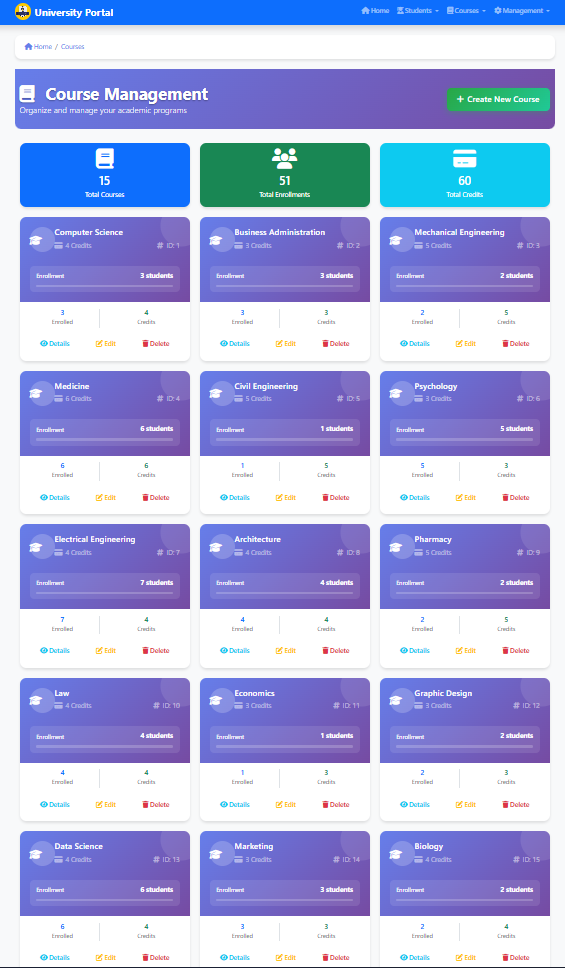 University Portal
Home Students Courses Management
Home / Courses
Course Management
Organize and manage your academic programs
Create New Course
15 51 60
Total Courses Total Enrollments Total Credits
Computer Science Business Administration Mechanical Engineering
4 Credits # ID: 1 3 Credits # ID: 2 5 Credits # ID: 3
Enrollment 3 students Enrollment 3 students Enrollment 2 students
3 4 3 3 2 5
Enrolled Credits Enrolled Credits Enrolled Credits
Details Edit Delete Details Edit Delete Details Edit Delete
Medicine Civil Engineering Psychology
6 Credits # ID: 4 5 Credits # ID: 5 3 Credits # ID: 6
Enrollment 6 students Enrollment 1 students Enrollment 5 students
6 6 1 5 5 3
Enrolled Credits Enrolled Credits Enrolled Credits
Details Edit Delete Details Edit Delete Details Edit Delete
Electrical Engineering Architecture Pharmacy
4 Credits # ID: 7 4 Credits # ID: 8 5 Credits # ID: 9
Enrollment 7 students Enrollment 4 students Enrollment 2 students
7 4 4 4 2 5
Enrolled Credits Enrolled Credits Enrolled Credits
Details Edit Delete Details Edit Delete Details Edit Delete
Law Economics Graphic Design
4 Credits # ID: 10 3 Credits # ID: 11 3 Credits # ID: 12
Enrollment 4 students Enrollment 1 students Enrollment 2 students
4 4 1 3 2 3
Enrolled Credits Enrolled Credits Enrolled Credits
Details Edit Delete Details Edit Delete Details Edit Delete
Data Science Marketing Biology
4 Credits # ID: 13 3 Credits # ID: 14 4 Credits # ID: 15
Enrollment 6 students Enrollment 3 students Enrollment 2 students
6 4 3 3 2 4
Enrolled Credits Enrolled Credits Enrolled Credits
Details Edit Delete Details Edit Delete Details Edit Delete